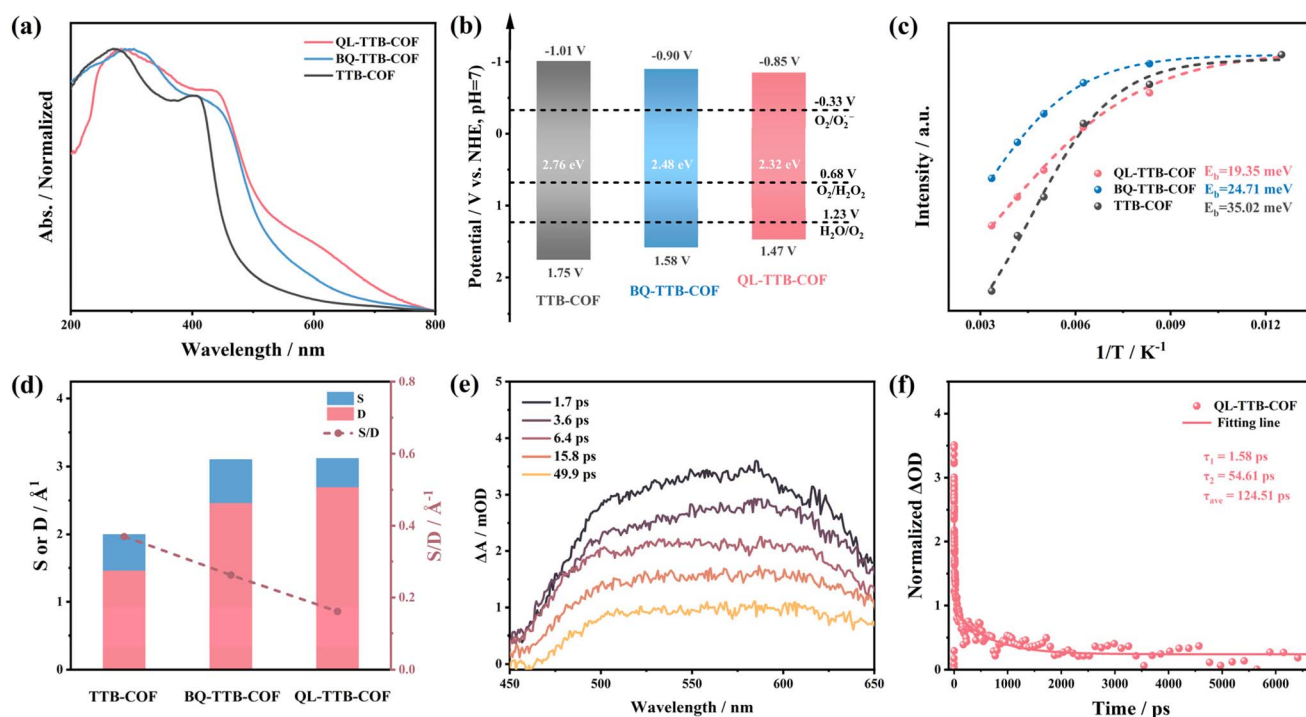 (a)
QL-TTB-COF
BQ-TTB-COF
TTB-COF
Abs. / Normalized
200 400 600 800
Wavelength / nm
(b)
Potential / V vs. NHE, pH=7)
-1
0
1
2
-1.01 V
-0.90 V
-0.85 V
-0.33 V
O₂/O₂⁻
2.76 eV
2.48 eV
2.32 eV
0.68 V
O₂/H₂O₂
1.23 V
H₂O/O₂
1.75 V
1.58 V
1.47 V
TTB-COF
BQ-TTB-COF
QL-TTB-COF
(c)
Intensity / a.u.
QL-TTB-COF E_b=19.35 meV
BQ-TTB-COF E_b=24.71 meV
TTB-COF E_b=35.02 meV
0.003 0.006 0.009 0.012
1/T / K⁻¹
(d)
S or D / Å¹
4
3
2
1
0
S
D
S/D
0.8
0.6
0.4
0.2
0.0
S/D / Å⁻¹
TTB-COF BQ-TTB-COF QL-TTB-COF
(e)
ΔA / mOD
5
4
3
2
1
0
1.7 ps
3.6 ps
6.4 ps
15.8 ps
49.9 ps
450 500 550 600 650
Wavelength / nm
(f)
Normalized ΔOD
4
3
2
1
0
QL-TTB-COF
Fitting line
τ₁ = 1.58 ps
τ₂ = 54.61 ps
τ_ave = 124.51 ps
0 1000 2000 3000 4000 5000 6000
Time / ps